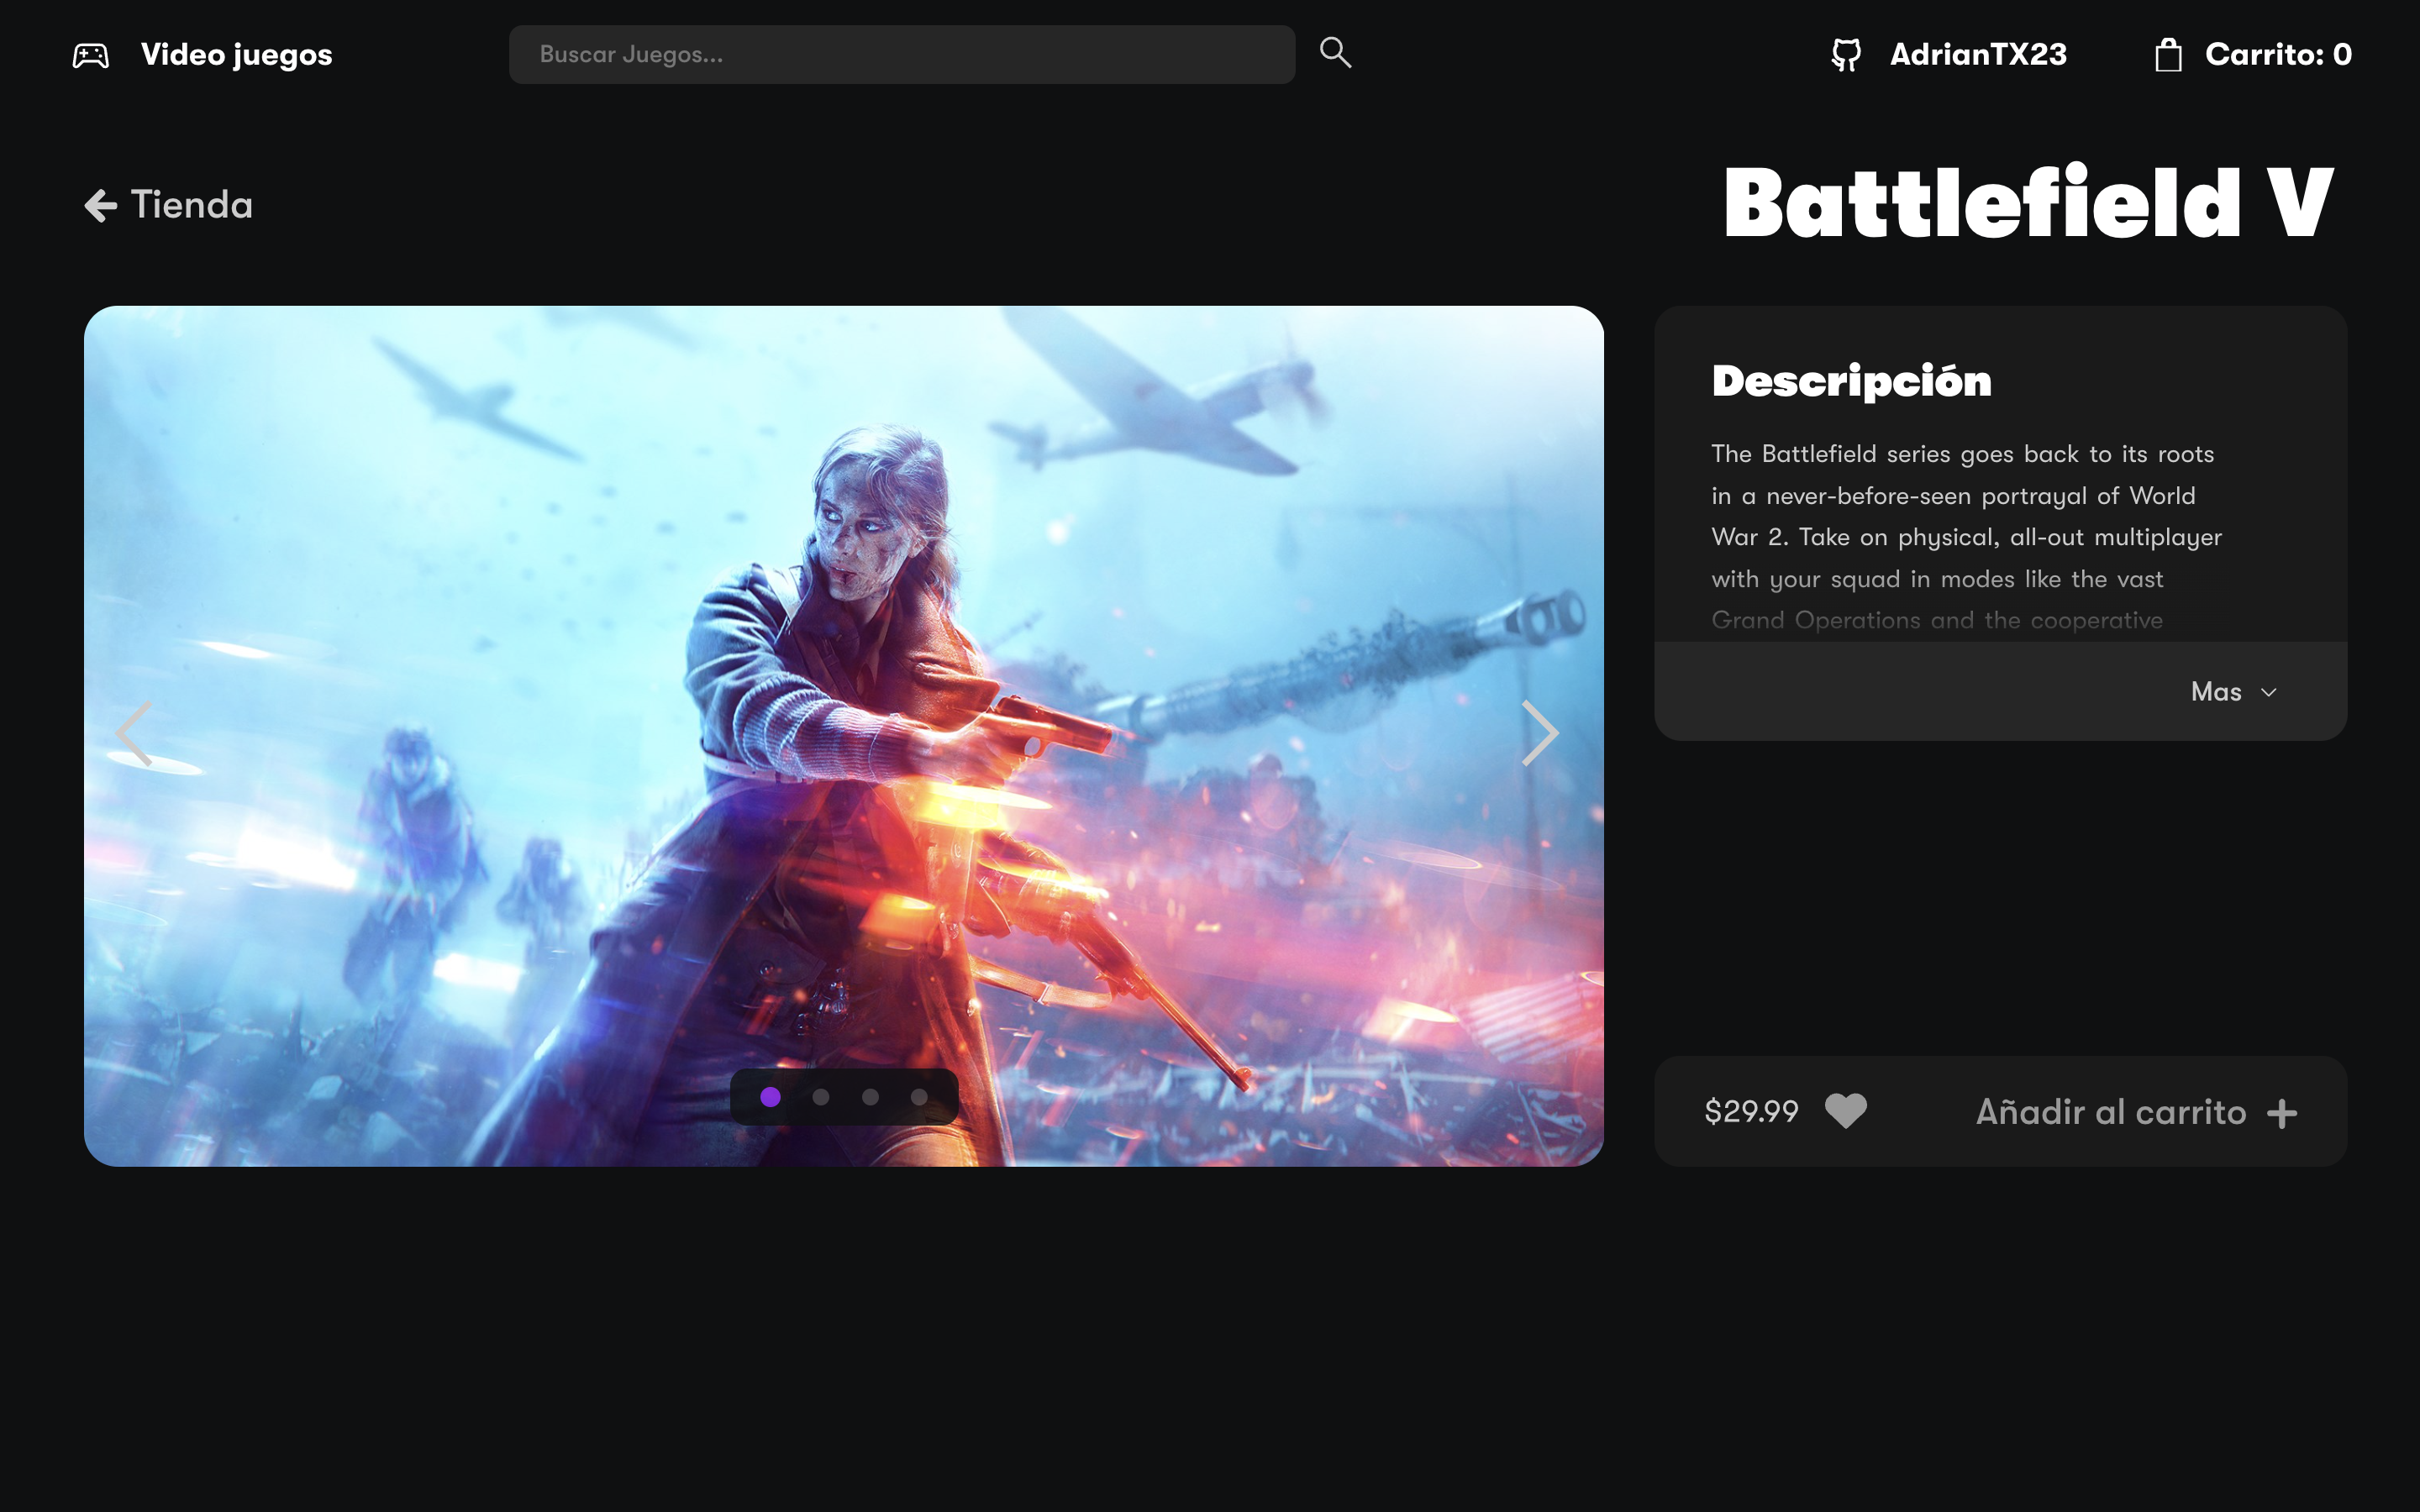 Video juegos
Buscar Juegos...
AdrianTX23
Carrito: 0
Tienda
Battlefield V
Descripción
The Battlefield series goes back to its roots
in a never-before-seen portrayal of World
War 2. Take on physical, all-out multiplayer
with your squad in modes like the vast
Grand Operations and the cooperative
Mas
$29.99
Añadir al carrito